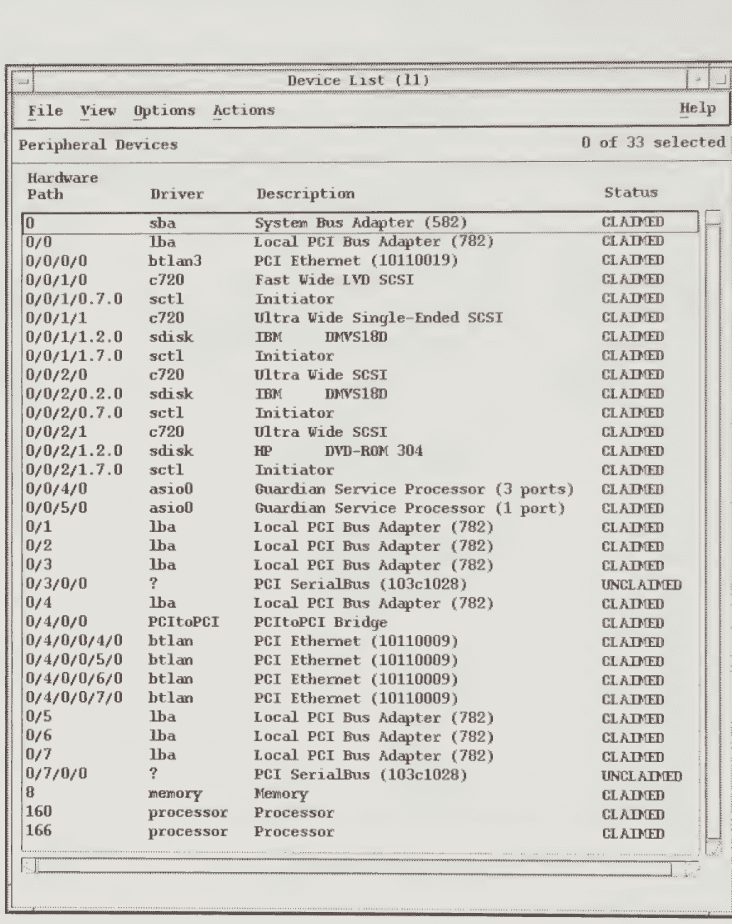 Device List (11)
File View Options Actions Help
Peripheral Devices 0 of 33 selected
Hardware
Path Driver Description Status
0 sba System Bus Adapter (582) CLAIMED
0/0 lba Local PCI Bus Adapter (782) CLAIMED
0/0/0/0 btlan3 PCI Ethernet (10110019) CLAIMED
0/0/1/0 c720 Fast Wide LVD SCSI CLAIMED
0/0/1/0.7.0 sctl Initiator CLAIMED
0/0/1/1 c720 Ultra Wide Single-Ended SCSI CLAIMED
0/0/1/1.2.0 sdisk IBM DMVS18D CLAIMED
0/0/1/1.7.0 sctl Initiator CLAIMED
0/0/2/0 c720 Ultra Wide SCSI CLAIMED
0/0/2/0.2.0 sdisk IBM DMVS18D CLAIMED
0/0/2/0.7.0 sctl Initiator CLAIMED
0/0/2/1 c720 Ultra Wide SCSI CLAIMED
0/0/2/1.2.0 sdisk HP DVD-ROM 304 CLAIMED
0/0/2/1.7.0 sctl Initiator CLAIMED
0/0/4/0 asio0 Guardian Service Processor (3 ports) CLAIMED
0/0/5/0 asio0 Guardian Service Processor (1 port) CLAIMED
0/1 lba Local PCI Bus Adapter (782) CLAIMED
0/2 lba Local PCI Bus Adapter (782) CLAIMED
0/3 lba Local PCI Bus Adapter (782) CLAIMED
0/3/0/0 ? PCI SerialBus (103c1028) UNCLAIMED
0/4 lba Local PCI Bus Adapter (782) CLAIMED
0/4/0/0 PCItoPCI PCItoPCI Bridge CLAIMED
0/4/0/0/4/0 btlan PCI Ethernet (10110009) CLAIMED
0/4/0/0/5/0 btlan PCI Ethernet (10110009) CLAIMED
0/4/0/0/6/0 btlan PCI Ethernet (10110009) CLAIMED
0/4/0/0/7/0 btlan PCI Ethernet (10110009) CLAIMED
0/5 lba Local PCI Bus Adapter (782) CLAIMED
0/6 lba Local PCI Bus Adapter (782) CLAIMED
0/7 lba Local PCI Bus Adapter (782) CLAIMED
0/7/0/0 ? PCI SerialBus (103c1028) UNCLAIMED
8 memory Memory CLAIMED
160 processor Processor CLAIMED
166 processor Processor CLAIMED